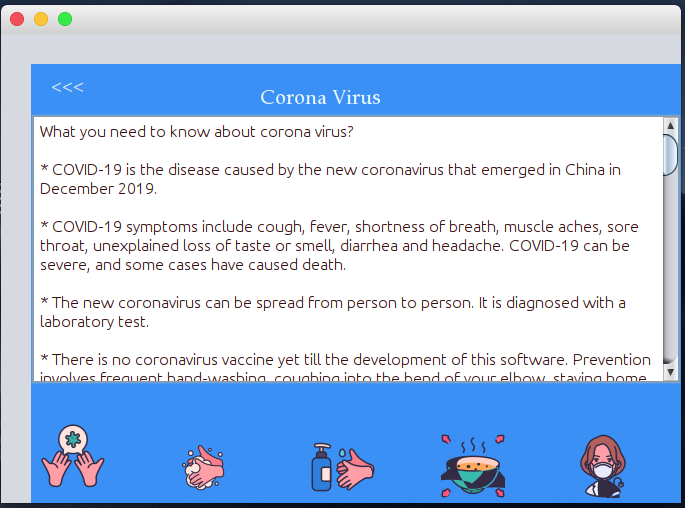 <<<
Corona Virus
What you need to know about corona virus?
* COVID-19 is the disease caused by the new coronavirus that emerged in China in
December 2019.
* COVID-19 symptoms include cough, fever, shortness of breath, muscle aches, sore
throat, unexplained loss of taste or smell, diarrhea and headache. COVID-19 can be
severe, and some cases have caused death.
* The new coronavirus can be spread from person to person. It is diagnosed with a
laboratory test.
* There is no coronavirus vaccine yet till the development of this software. Prevention
involves frequent hand-washing, coughing into the bend of your elbow, staying home